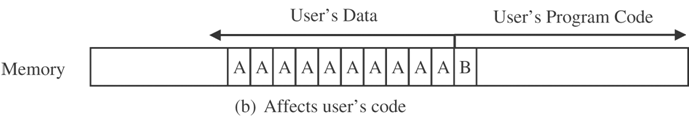 User's Data User's Program Code
Memory A A A A A A A A A A B
(b) Affects user's code